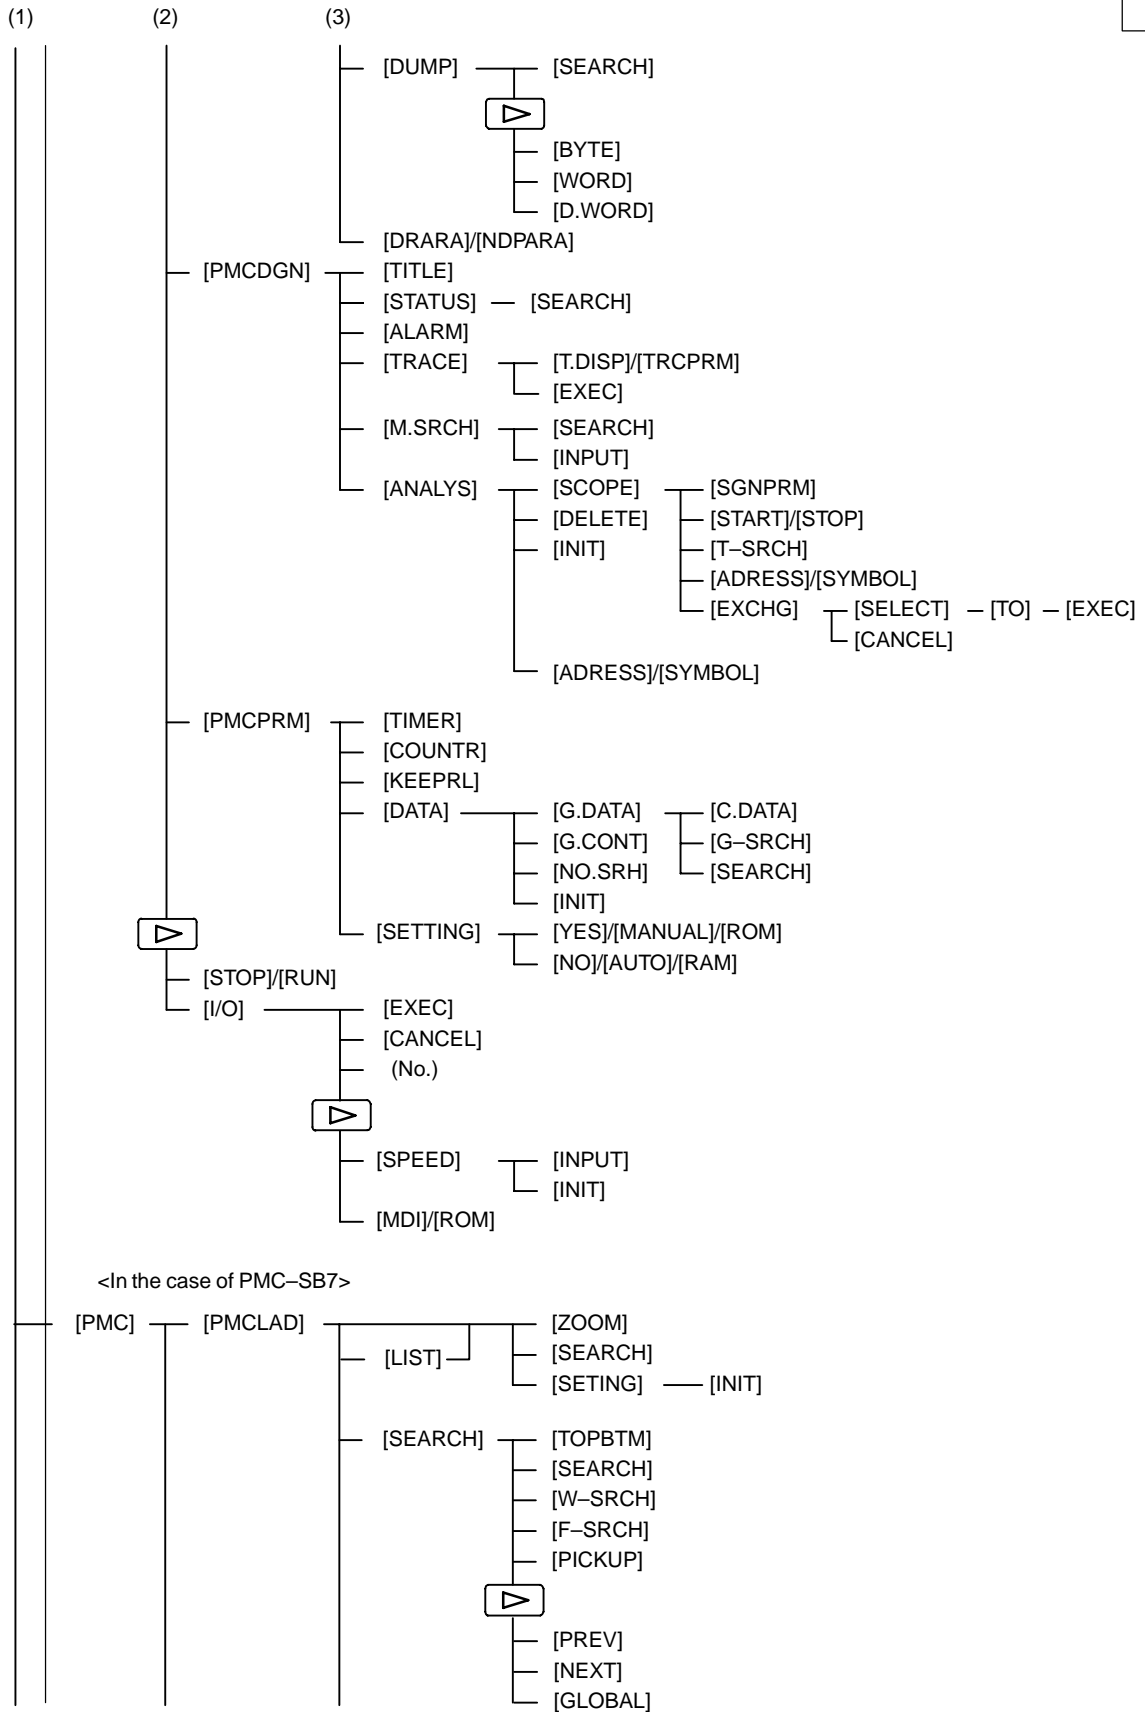 (1) (2) (3)
[DUMP] [SEARCH]
[BYTE]
[WORD]
[D.WORD]
[DRARA]/[NDPARA]
[PMCDGN] [TITLE]
[STATUS] [SEARCH]
[ALARM]
[TRACE] [T.DISP]/[TRCPRM]
[EXEC]
[M.SRCH] [SEARCH]
[INPUT]
[ANALYS] [SCOPE] [SGNPRM]
[DELETE] [START]/[STOP]
[INIT] [T–SRCH]
[ADRESS]/[SYMBOL]
[EXCHG] [SELECT] [TO] [EXEC]
[CANCEL]
[ADRESS]/[SYMBOL]
[PMCPRM] [TIMER]
[COUNTR]
[KEEPRL]
[DATA] [G.DATA] [C.DATA]
[G.CONT] [G–SRCH]
[NO.SRH] [SEARCH]
[INIT]
[SETTING] [YES]/[MANUAL]/[ROM]
[NO]/[AUTO]/[RAM]
[STOP]/[RUN]
[I/O] [EXEC]
[CANCEL]
(No.)
[SPEED] [INPUT]
[INIT]
[MDI]/[ROM]
<In the case of PMC–SB7>
[PMC] [PMCLAD] [ZOOM]
[LIST] [SEARCH]
[SETING] [INIT]
[SEARCH] [TOPBTM]
[SEARCH]
[W–SRCH]
[F–SRCH]
[PICKUP]
[PREV]
[NEXT]
[GLOBAL]